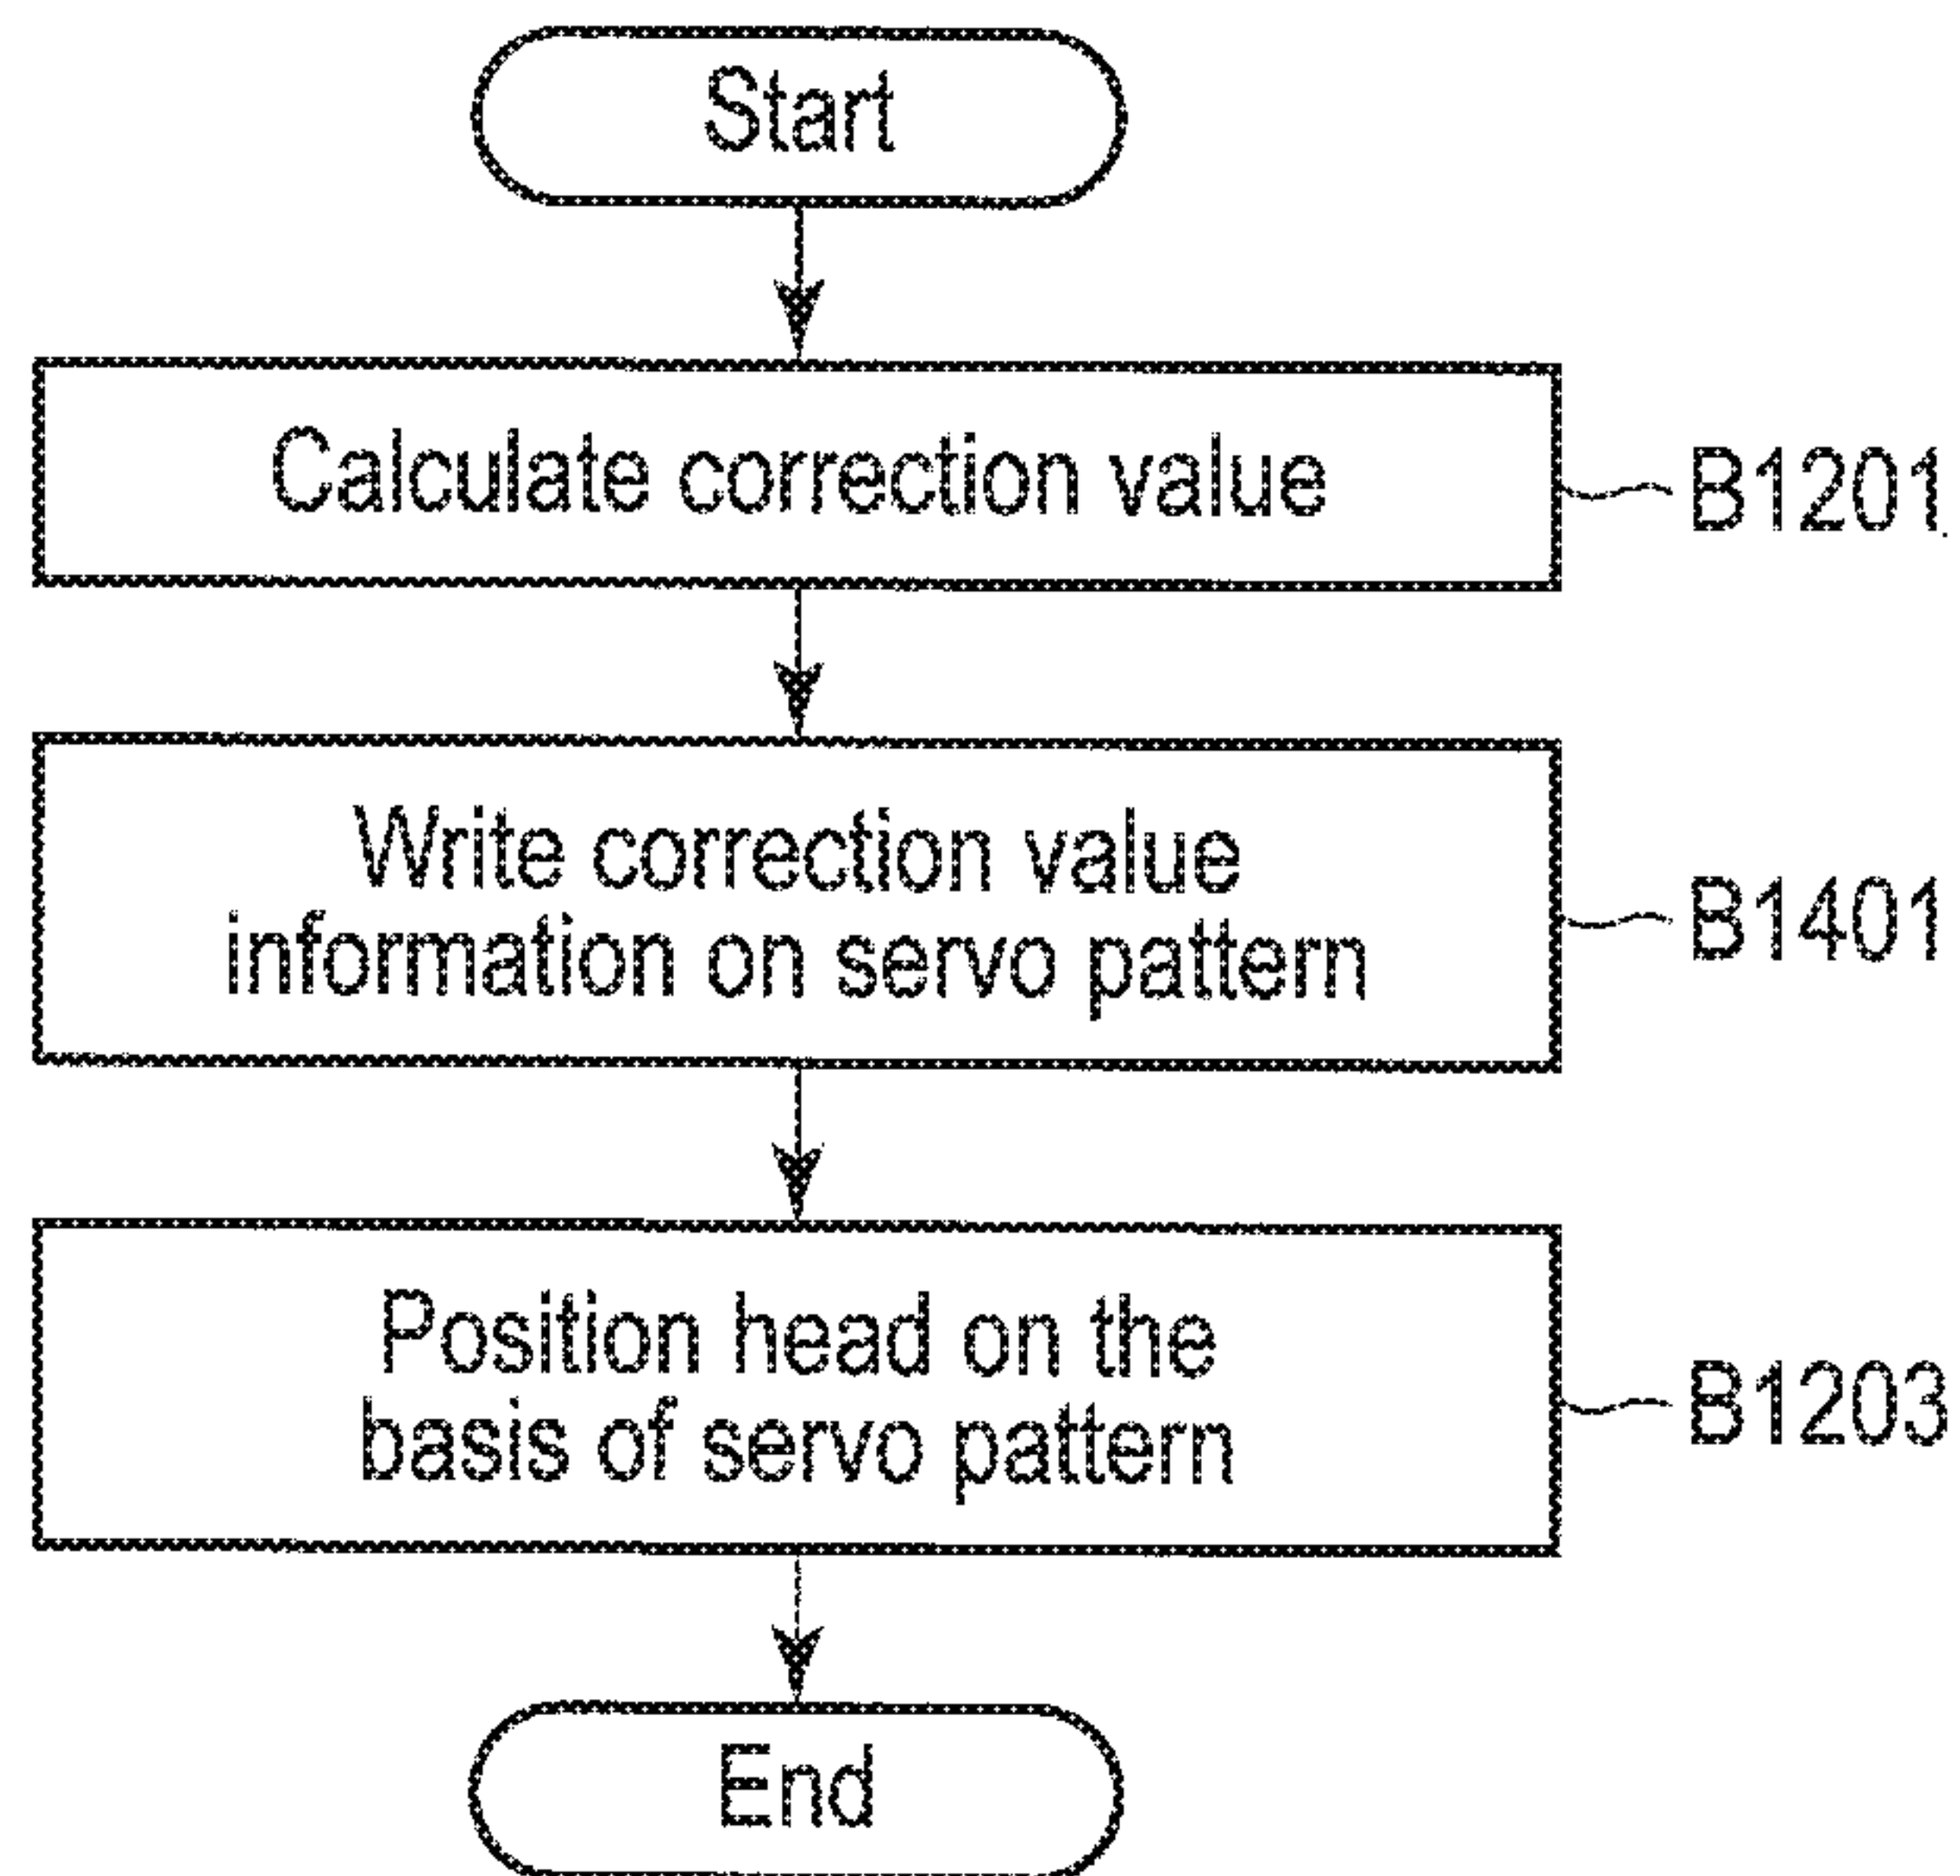 Start
Calculate correction value
B1201
Write correction value
information on servo pattern
B1401
Position head on the
basis of servo pattern
B1203
End